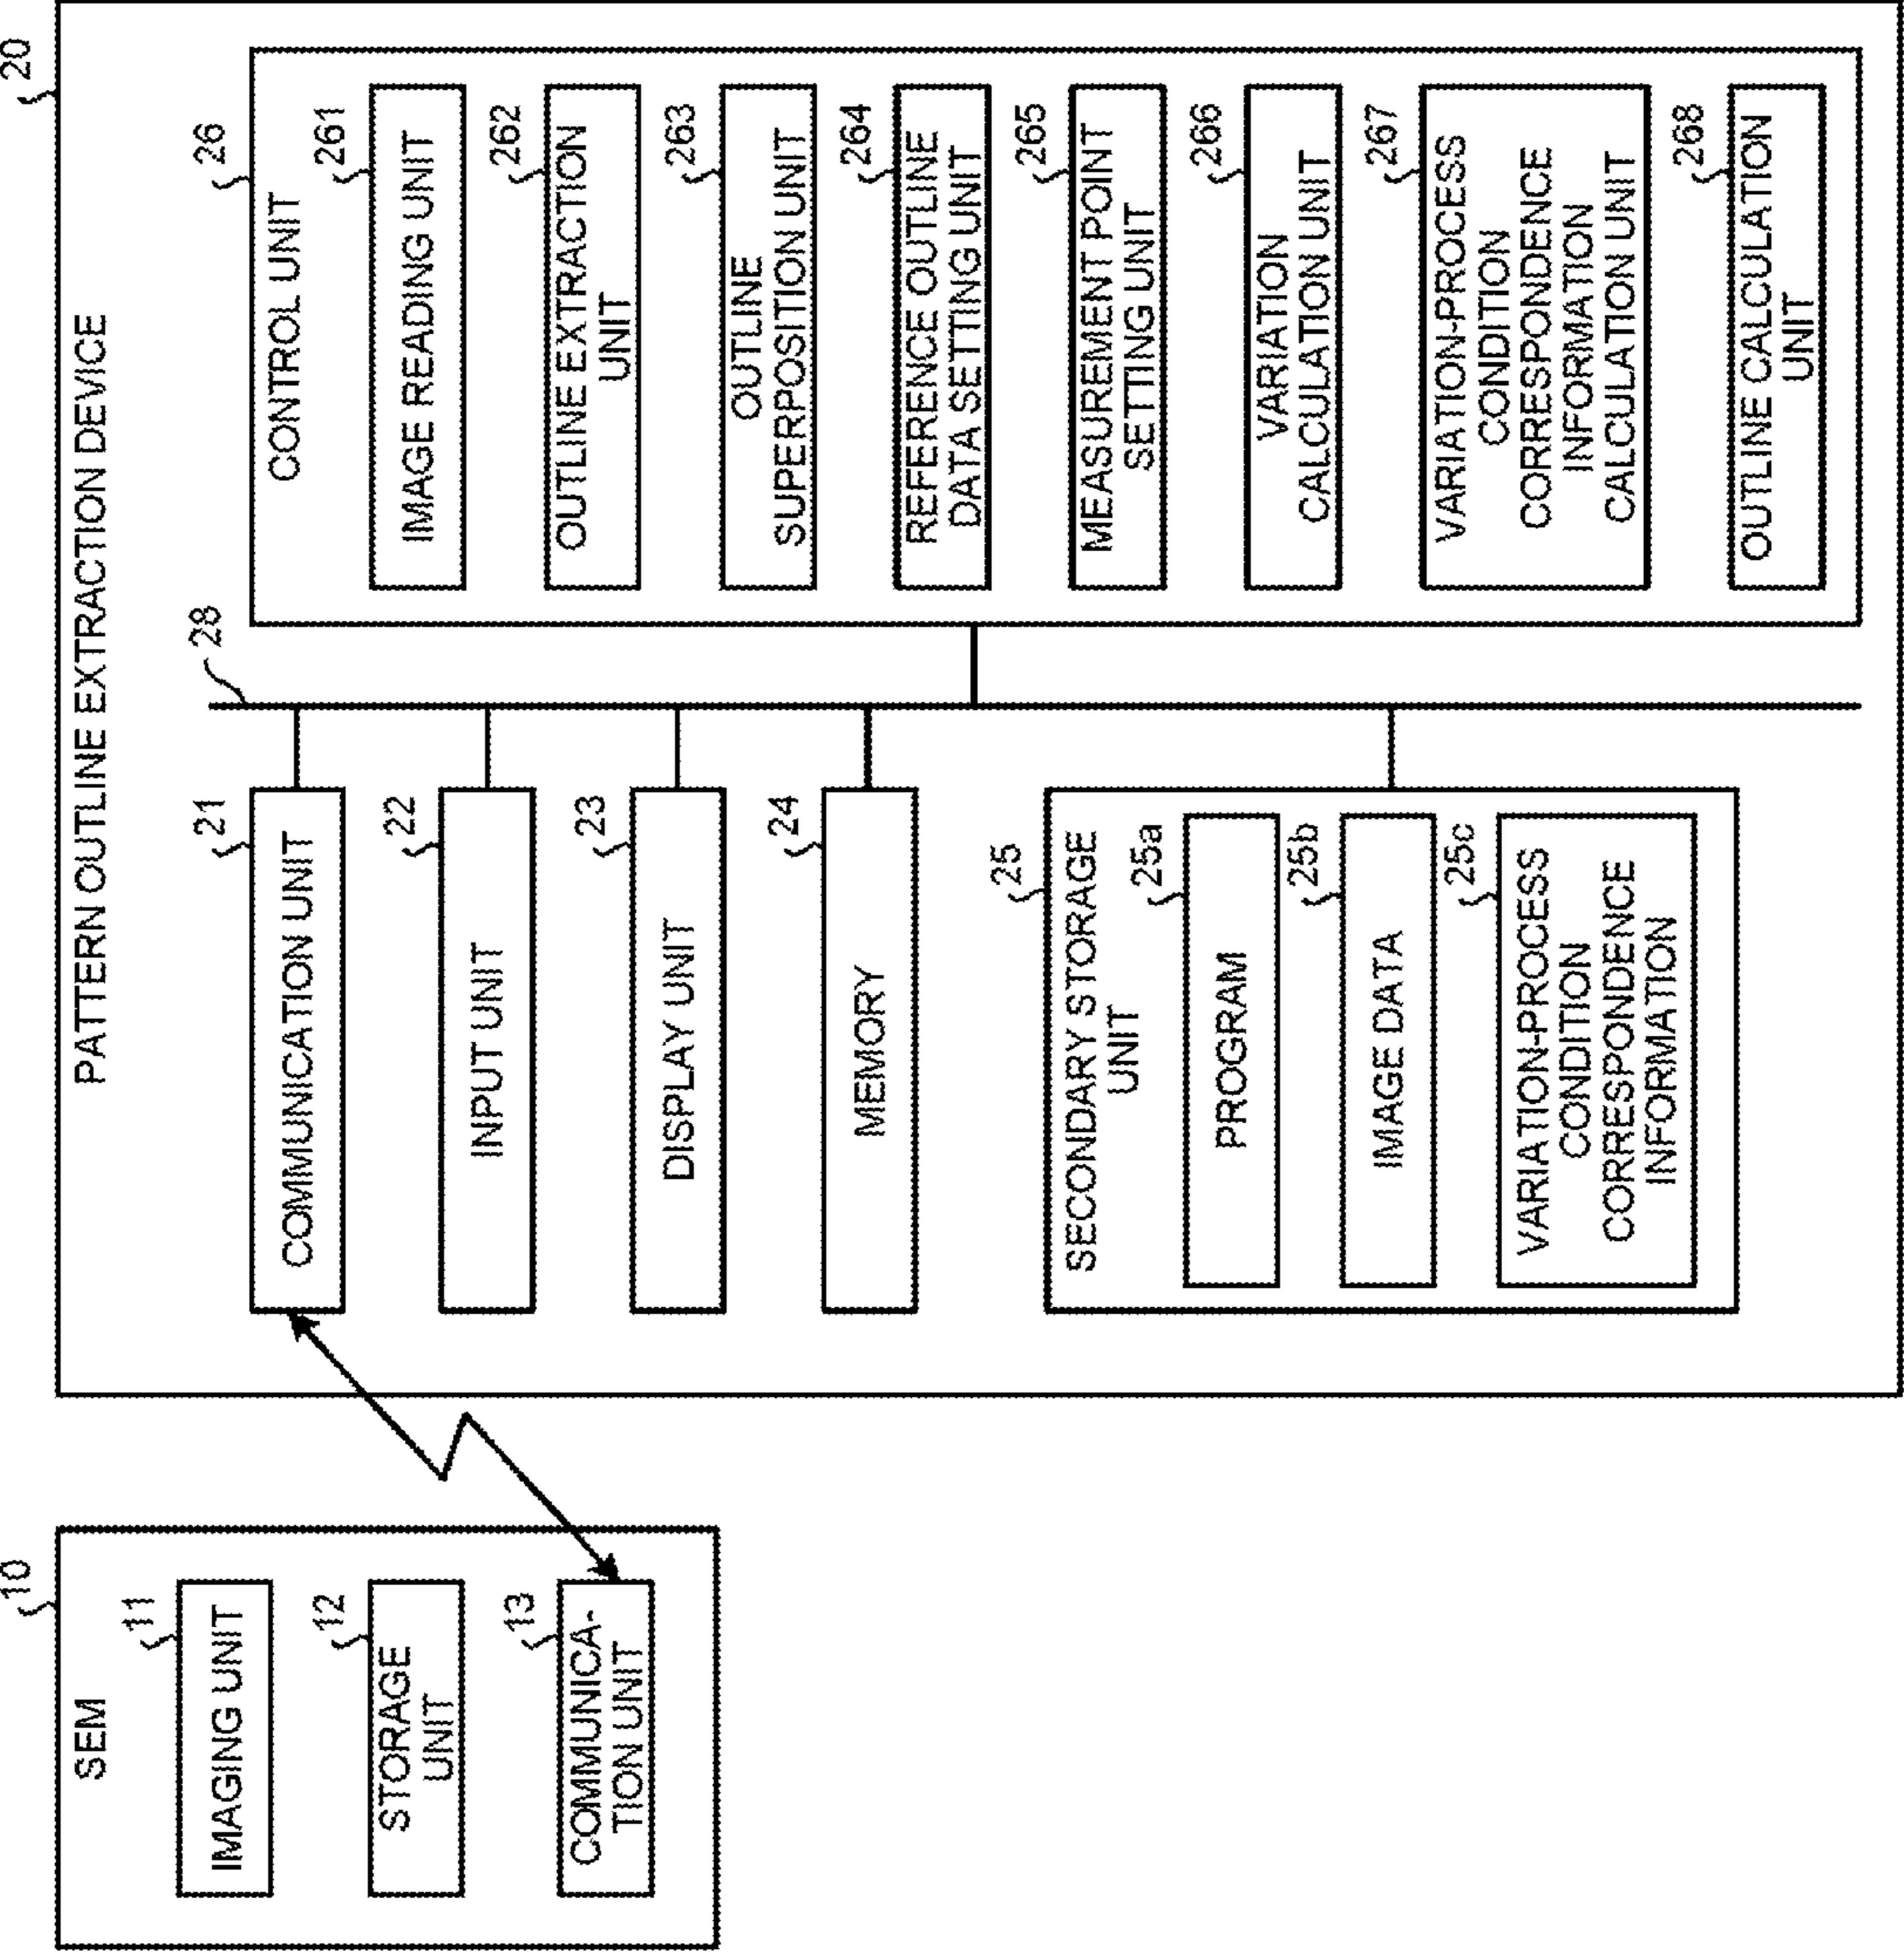 10
SEM
11
IMAGING UNIT
12
STORAGE
UNIT
13
COMMUNICA-
TION UNIT
20
PATTERN OUTLINE EXTRACTION DEVICE
21
COMMUNICATION UNIT
22
INPUT UNIT
23
DISPLAY UNIT
24
MEMORY
25
SECONDARY STORAGE
UNIT
25a
PROGRAM
25b
IMAGE DATA
25c
VARIATION-PROCESS
CONDITION
CORRESPONDENCE
INFORMATION
28
26
CONTROL UNIT
261
IMAGE READING UNIT
262
OUTLINE EXTRACTION
UNIT
263
OUTLINE
SUPERPOSITION UNIT
264
REFERENCE OUTLINE
DATA SETTING UNIT
265
MEASUREMENT POINT
SETTING UNIT
266
VARIATION
CALCULATION UNIT
267
VARIATION-PROCESS
CONDITION
CORRESPONDENCE
INFORMATION
CALCULATION UNIT
268
OUTLINE CALCULATION
UNIT